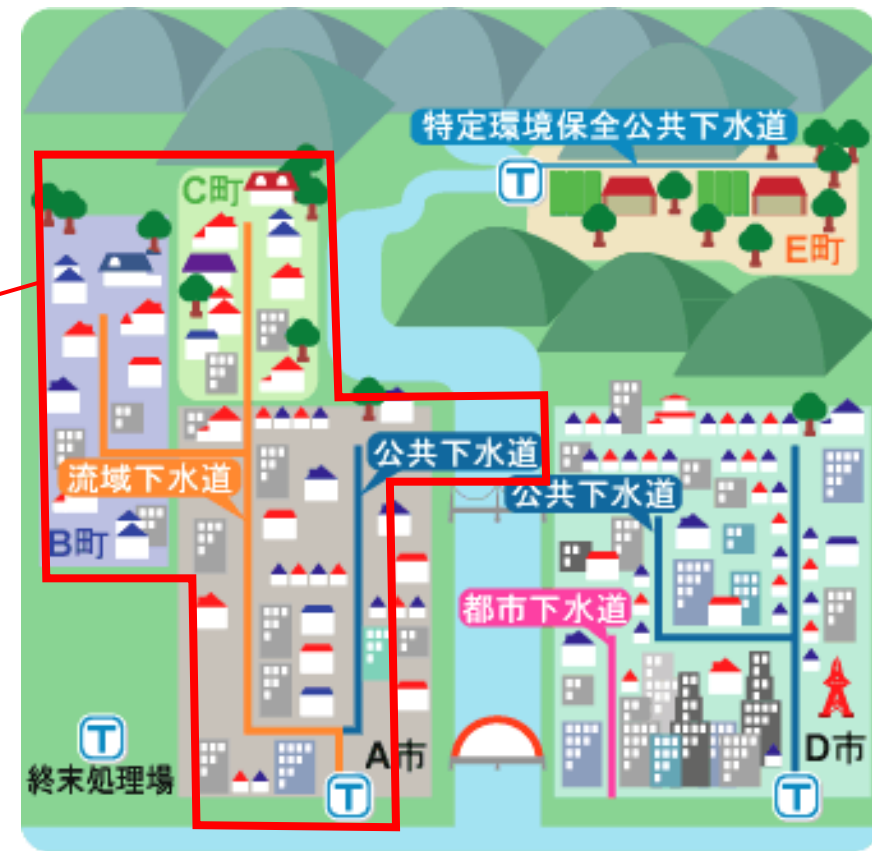 特定環境保全公共下水道
T
C町
E町
公共下水道
流域下水道
公共下水道
B町
都市下水道
T
終末処理場
A市
D市
T
T